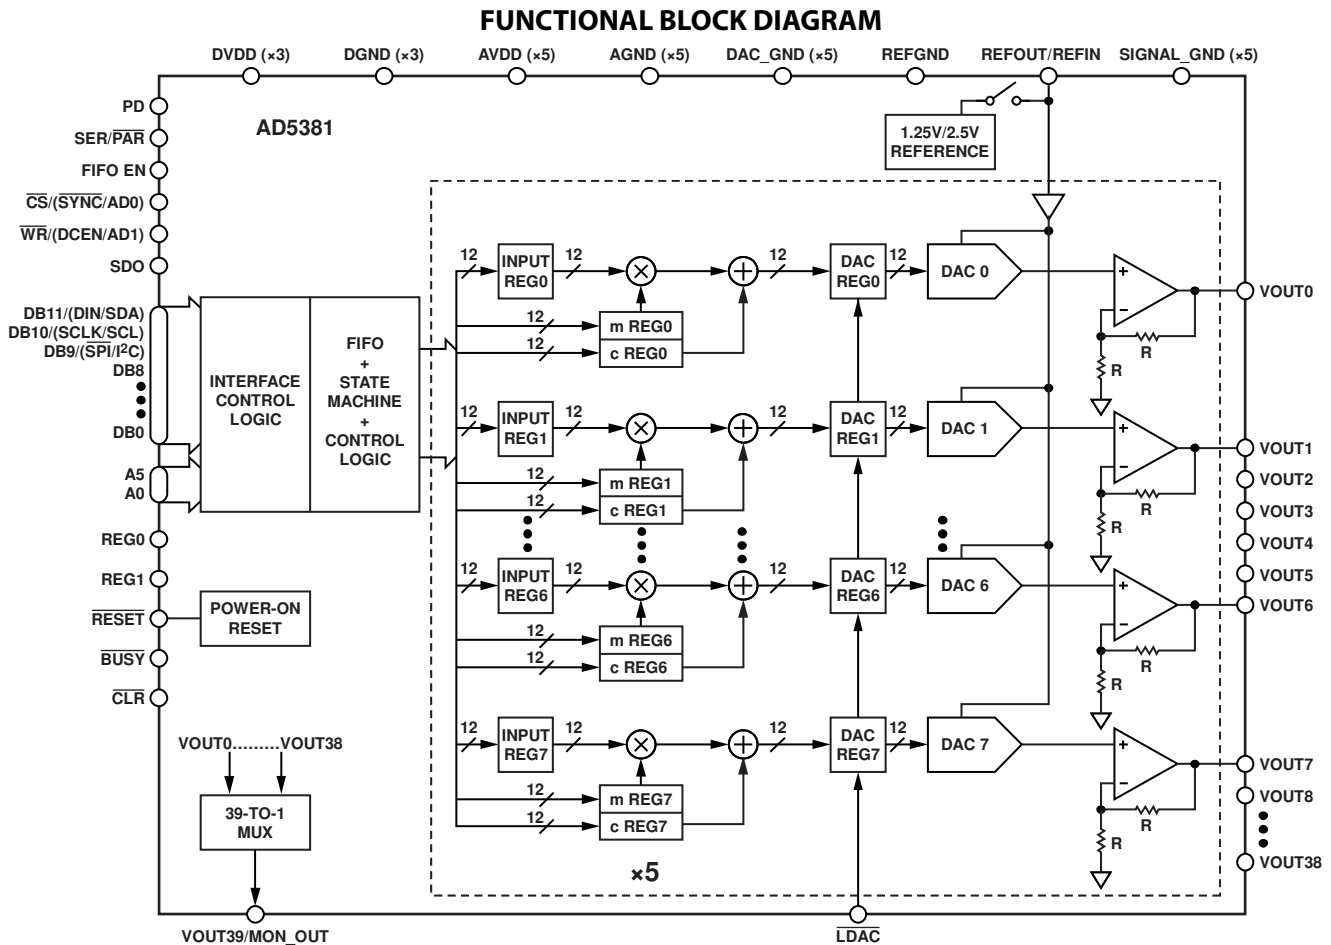 FUNCTIONAL BLOCK DIAGRAM
DVDD (×3)
DGND (×3)
AVDD (×5)
AGND (×5)
DAC_GND (×5)
REFGND
REFOUT/REFIN
SIGNAL_GND (×5)
PD
SER/PAR
FIFO EN
CS/(SYNC/AD0)
WR/(DCEN/AD1)
SDO
DB11/(DIN/SDA)
DB10/(SCLK/SCL)
DB9/(SPI/I²C)
DB8
DB0
A5
A0
REG0
REG1
RESET
BUSY
CLR
AD5381
1.25V/2.5V
REFERENCE
INTERFACE
CONTROL
LOGIC
FIFO
+
STATE
MACHINE
+
CONTROL
LOGIC
POWER-ON
RESET
VOUT0.........VOUT38
39-TO-1
MUX
VOUT39/MON_OUT
12
INPUT
REG0
12
×
+
12
DAC
REG0
12
DAC 0
+
–
R
R
VOUT0
12
m REG0
12
c REG0
12
INPUT
REG1
12
×
+
12
DAC
REG1
12
DAC 1
+
–
R
R
VOUT1
12
m REG1
12
c REG1
VOUT2
VOUT3
VOUT4
VOUT5
12
INPUT
REG6
12
×
+
12
DAC
REG6
12
DAC 6
+
–
R
R
VOUT6
12
m REG6
12
c REG6
12
INPUT
REG7
12
×
+
12
DAC
REG7
12
DAC 7
+
–
R
R
VOUT7
12
m REG7
12
c REG7
VOUT8
VOUT38
×5
LDAC